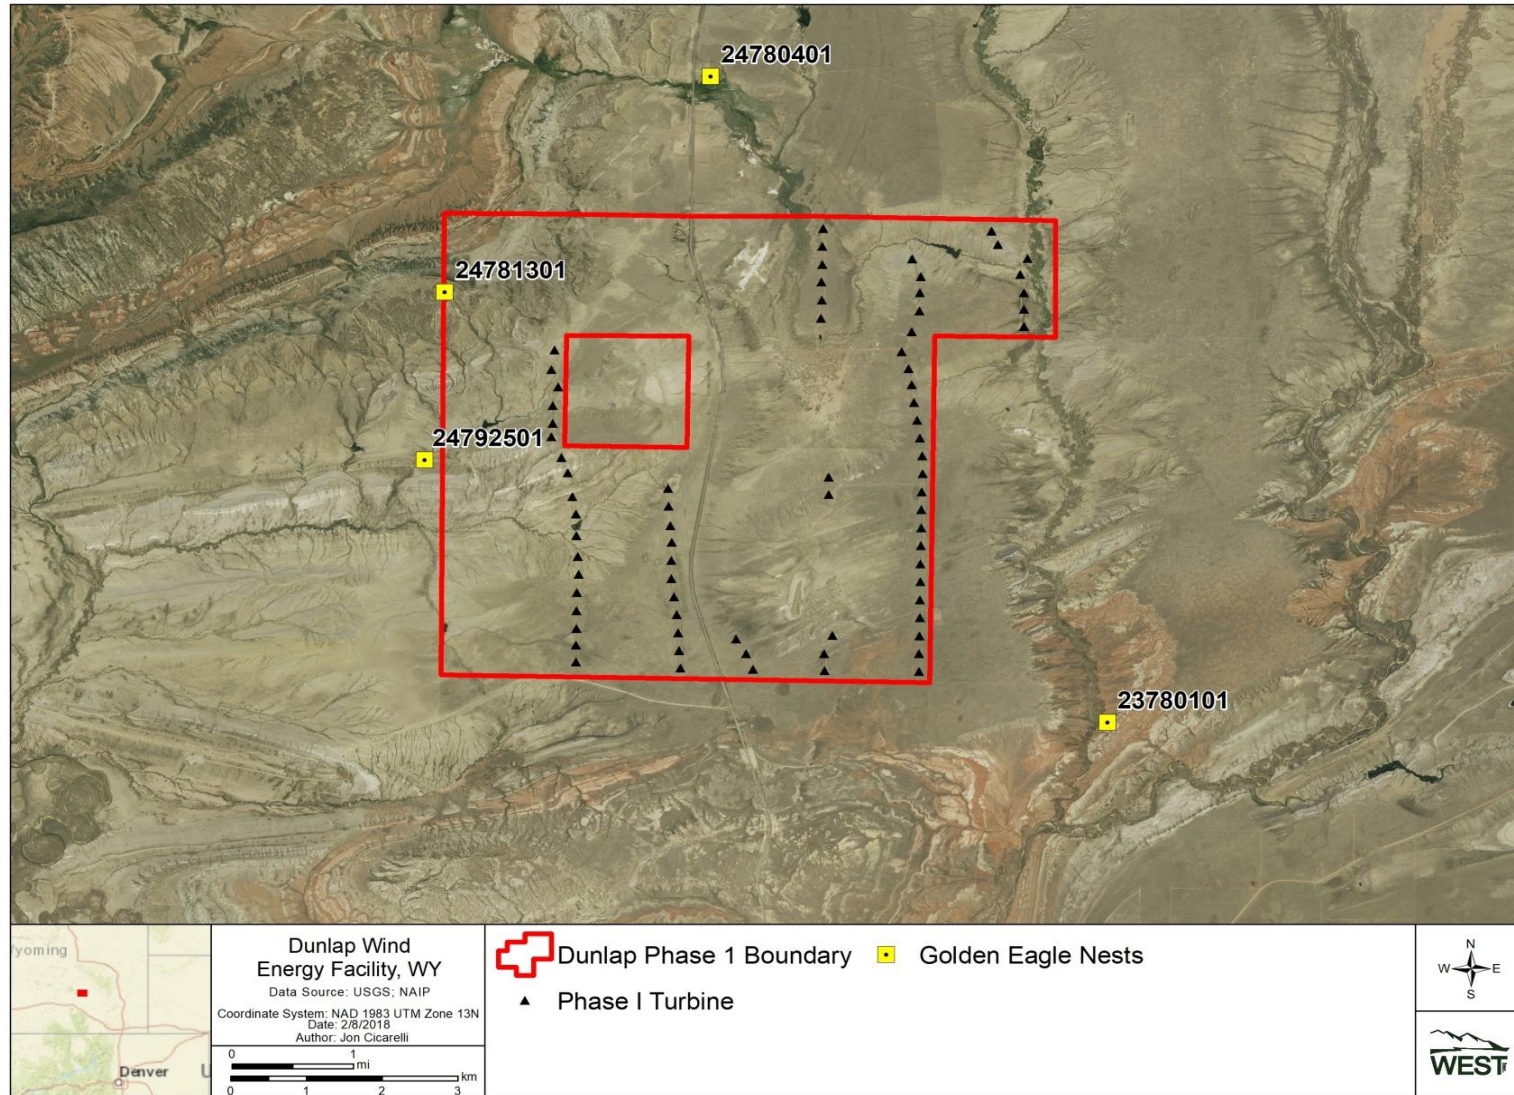 24780401
24781301
24792501
23780101
yoming
Denver
U
Dunlap Wind
Energy Facility, WY
Data Source: USGS; NAIP
Coordinate System: NAD 1983 UTM Zone 13N
Date: 2/8/2018
Author: Jon Cicarelli
0 1
mi
km
0 1 2 3
Dunlap Phase 1 Boundary
Golden Eagle Nests
Phase I Turbine
N
W E
S
WEST